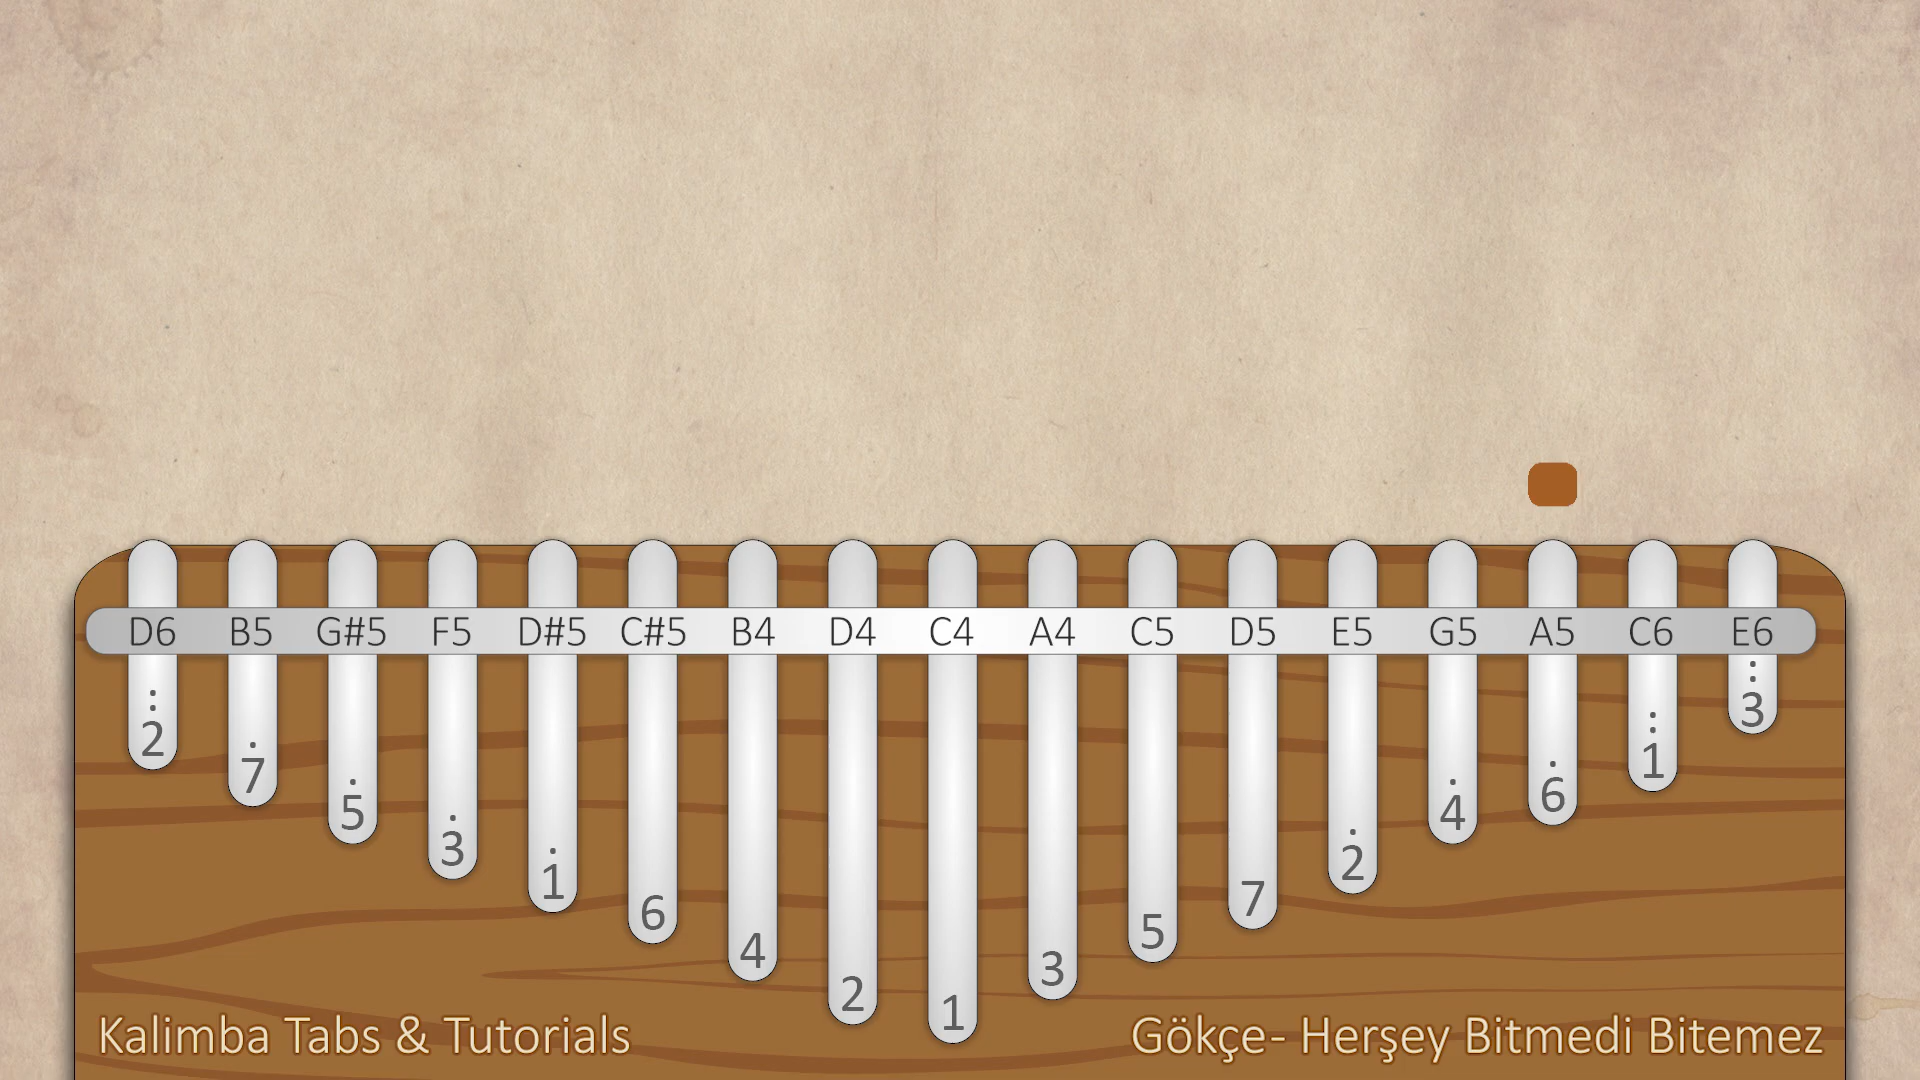 D6 B5 G#5 F5 D#5 C#5 B4 D4 C4 A4 C5 D5 E5 G5 A5 C6 E6
2 7 5 3 1 6 4 2 1 3 5 7 2 4 6 1 3
Kalimba Tabs & Tutorials
Gökçe- Herşey Bitmedi Bitemez